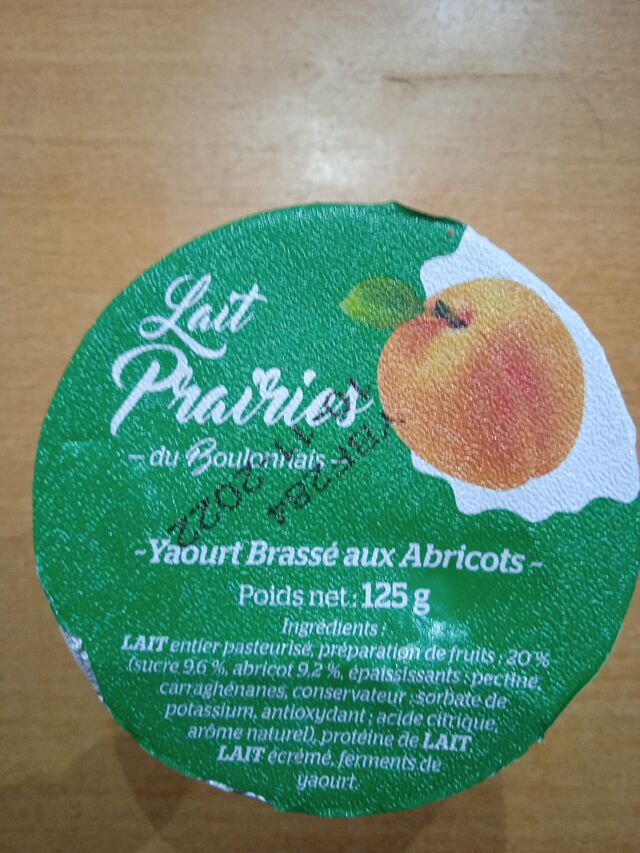 Lait
Prairies
du Boulonnais
YBF284
2022
~Yaourt Brassé aux Abricots~
Poids net : 125 g
Ingrédients :
LAIT entier pasteurisé, préparation de fruits : 20 %
(sucre 9.6 %, abricot 9.2 %, épaississants : pectine,
carraghénanes, conservateur : sorbate de
potassium, antioxydant : acide citrique,
arôme naturel), protéine de LAIT,
LAIT écrémé, ferments de
yaourt.